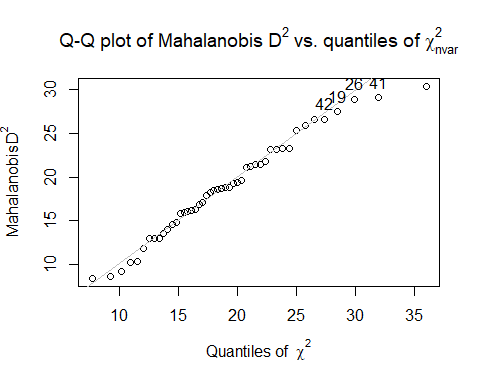 Q-Q plot of Mahalanobis D² vs. quantiles of χ²nvar
30
25
20
15
10
MahalanobisD²
42 19 26 41
10 15 20 25 30 35
Quantiles of χ²